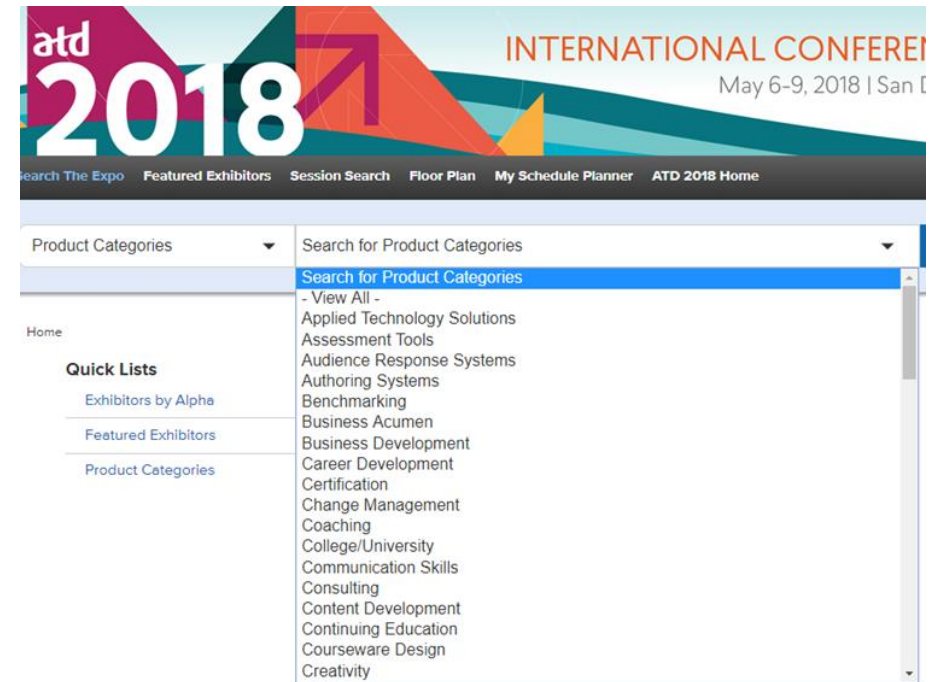 atd
2018
INTERNATIONAL CONFEREN
May 6-9, 2018 | San D
Search The Expo Featured Exhibitors Session Search Floor Plan My Schedule Planner ATD 2018 Home
Product Categories Search for Product Categories
Search for Product Categories
- View All -
Applied Technology Solutions
Assessment Tools
Audience Response Systems
Authoring Systems
Benchmarking
Business Acumen
Business Development
Career Development
Certification
Change Management
Coaching
College/University
Communication Skills
Consulting
Content Development
Continuing Education
Courseware Design
Creativity
Home
Quick Lists
Exhibitors by Alpha
Featured Exhibitors
Product Categories